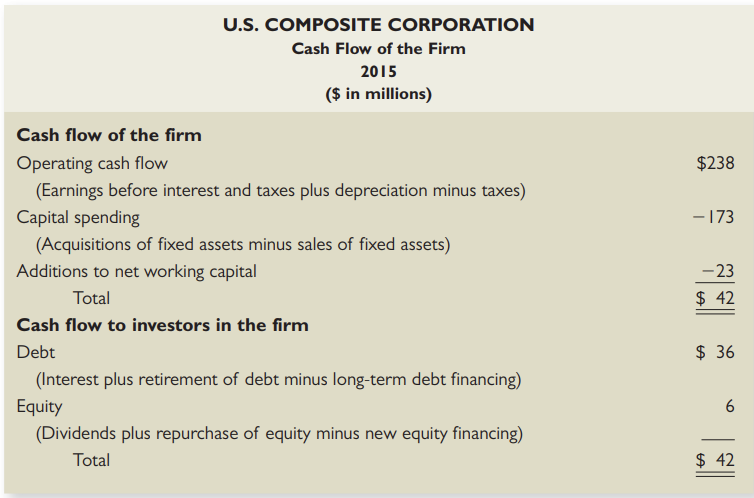 U.S. COMPOSITE CORPORATION
Cash Flow of the Firm
2015
($ in millions)
Cash flow of the firm
Operating cash flow $238
(Earnings before interest and taxes plus depreciation minus taxes)
Capital spending −173
(Acquisitions of fixed assets minus sales of fixed assets)
Additions to net working capital −23
Total $ 42
Cash flow to investors in the firm
Debt $ 36
(Interest plus retirement of debt minus long-term debt financing)
Equity 6
(Dividends plus repurchase of equity minus new equity financing)
Total $ 42